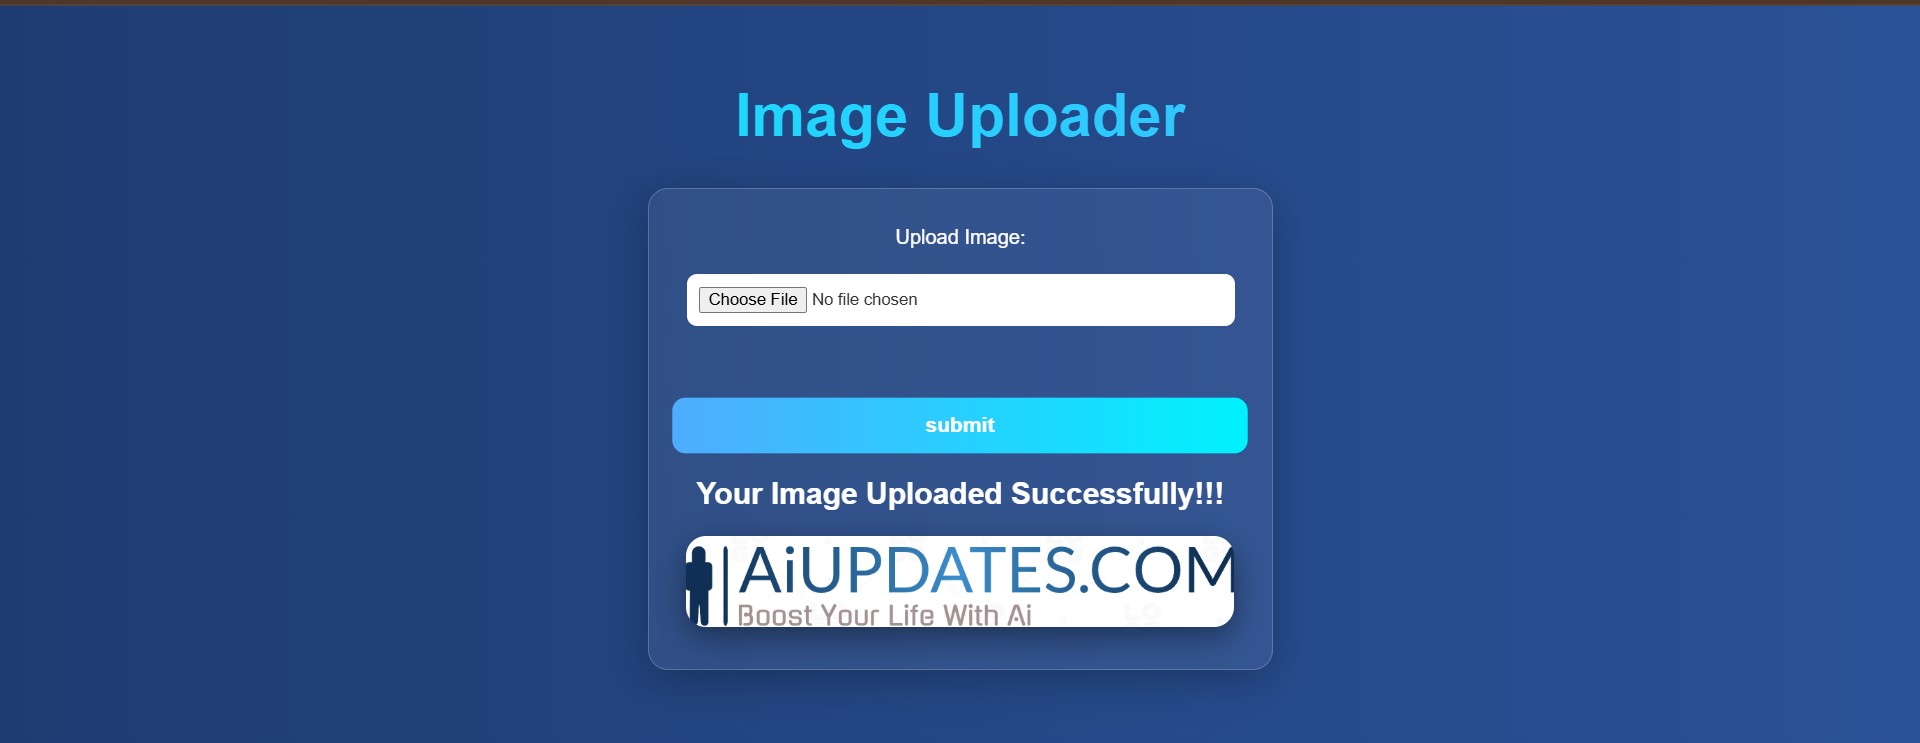 Image Uploader
Upload Image:
Choose File No file chosen
submit
Your Image Uploaded Successfully!!!
AiUPDATES.COM
Boost Your Life With Ai